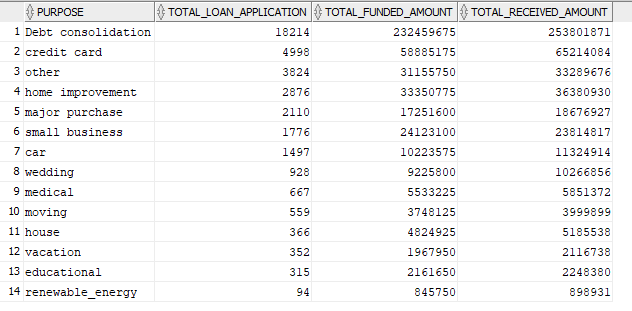 PURPOSE TOTAL_LOAN_APPLICATION TOTAL_FUNDED_AMOUNT TOTAL_RECEIVED_AMOUNT
1 Debt consolidation 18214 232459675 253801871
2 credit card 4998 58885175 65214084
3 other 3824 31155750 33289676
4 home improvement 2876 33350775 36380930
5 major purchase 2110 17251600 18676927
6 small business 1776 24123100 23814817
7 car 1497 10223575 11324914
8 wedding 928 9225800 10266856
9 medical 667 5533225 5851372
10 moving 559 3748125 3999899
11 house 366 4824925 5185538
12 vacation 352 1967950 2116738
13 educational 315 2161650 2248380
14 renewable_energy 94 845750 898931